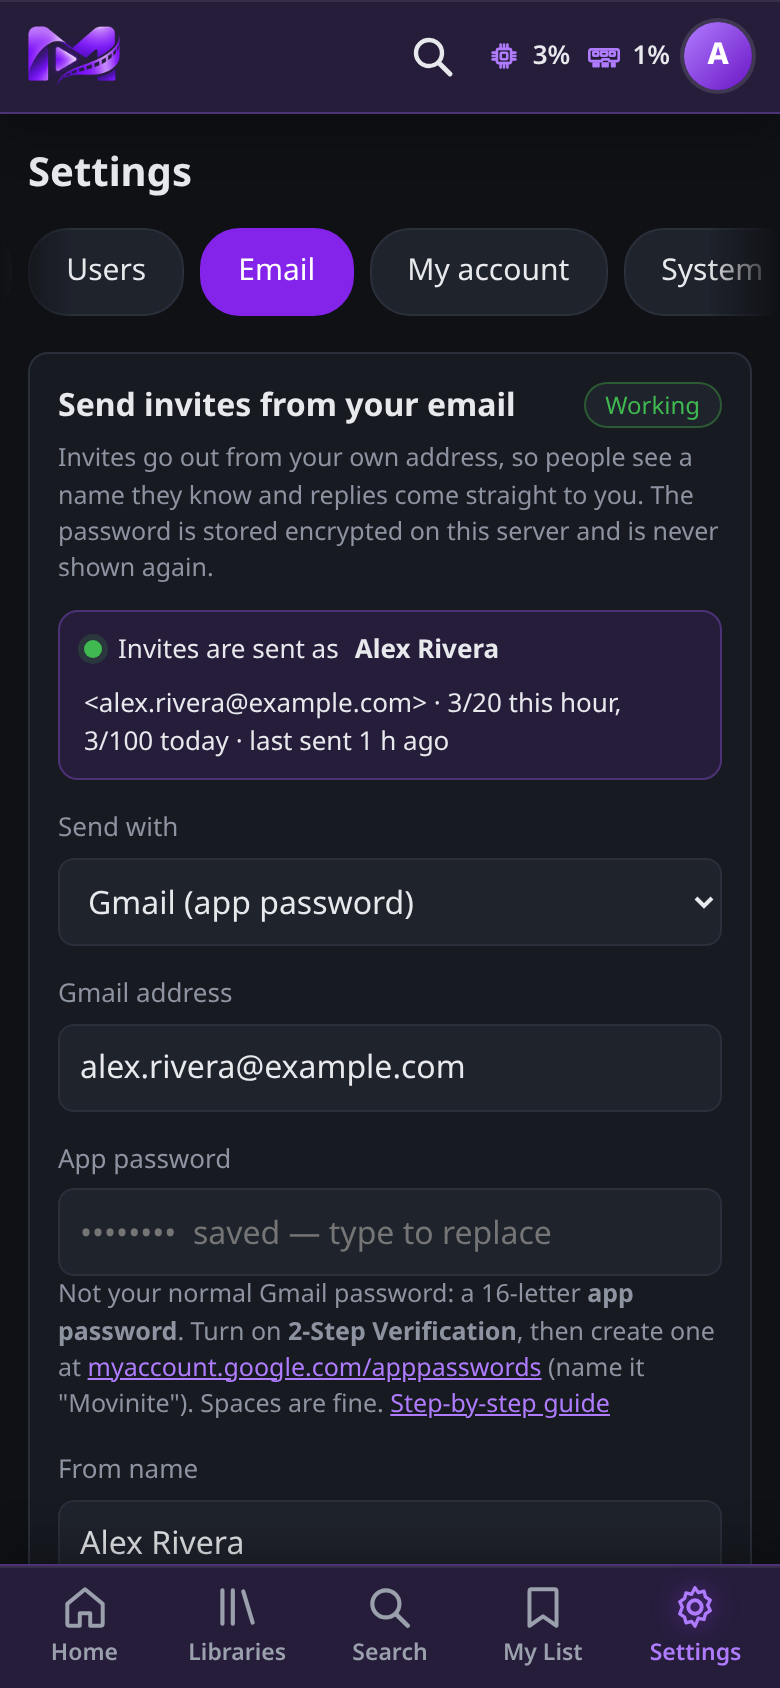 3% 1% A
Settings
Users Email My account System
Send invites from your email Working
Invites go out from your own address, so people see a
name they know and replies come straight to you. The
password is stored encrypted on this server and is never
shown again.
Invites are sent as Alex Rivera
<alex.rivera@example.com> · 3/20 this hour,
3/100 today · last sent 1 h ago
Send with
Gmail (app password)
Gmail address
alex.rivera@example.com
App password
•••••••• saved — type to replace
Not your normal Gmail password: a 16-letter app
password. Turn on 2-Step Verification, then create one
at myaccount.google.com/apppasswords (name it
"Movinite"). Spaces are fine. Step-by-step guide
From name
Alex Rivera
Home Libraries Search My List Settings